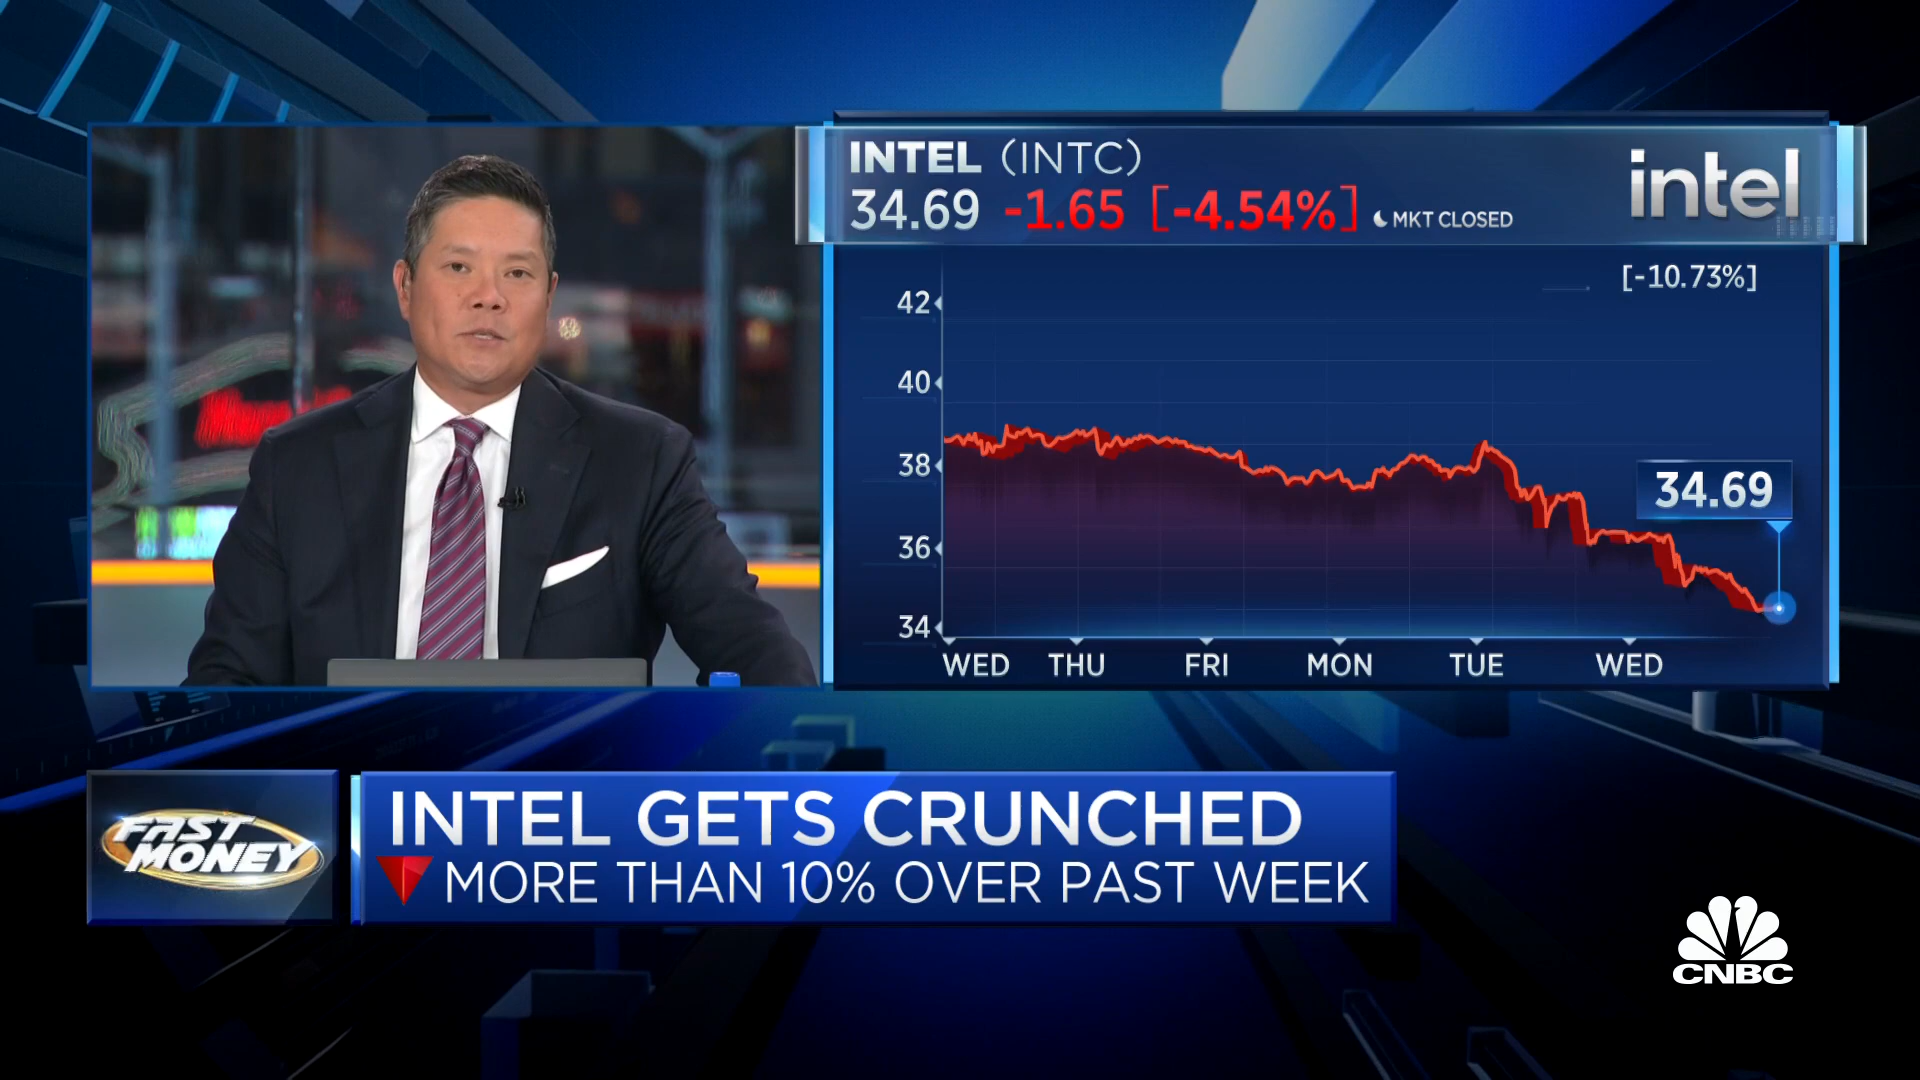 INTEL (INTC)
34.69 -1.65 [-4.54%] MKT CLOSED
intel
[-10.73%]
42
40
38
36
34
34.69
WED THU FRI MON TUE WED
FAST
MONEY
INTEL GETS CRUNCHED
MORE THAN 10% OVER PAST WEEK
CNBC